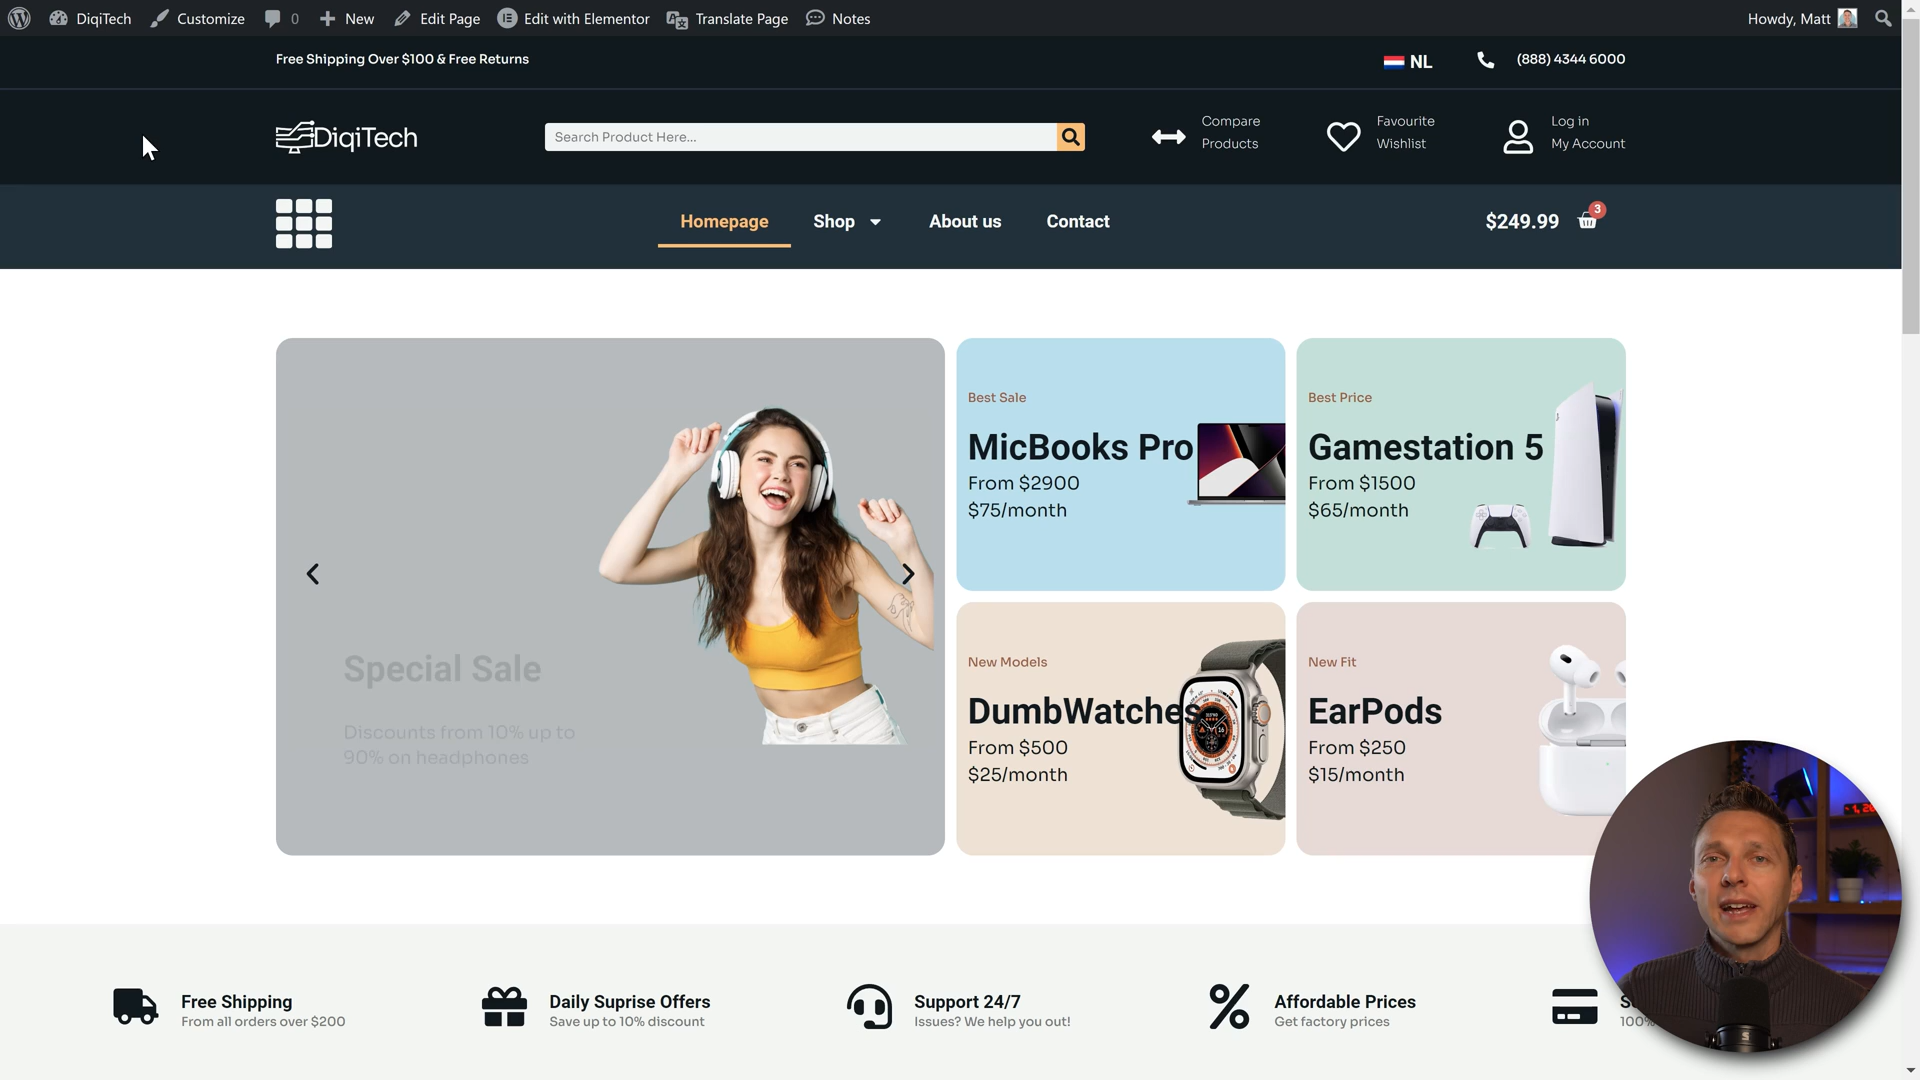 DiqiTech Customize 0 New Edit Page Edit with Elementor Translate Page Notes Howdy, Matt
Free Shipping Over $100 & Free Returns
NL
(888) 4344 6000
DiqiTech
Search Product Here...
Compare
Products
Favourite
Wishlist
Log in
My Account
Homepage
Shop
About us
Contact
$249.99
3
Special Sale
Discounts from 10% up to
90% on headphones
Best Sale
MicBooks Pro
From $2900
$75/month
Best Price
Gamestation 5
From $1500
$65/month
New Models
DumbWatches
From $500
$25/month
New Fit
EarPods
From $250
$15/month
Free Shipping
From all orders over $200
Daily Suprise Offers
Save up to 10% discount
Support 24/7
Issues? We help you out!
Affordable Prices
Get factory prices
100%